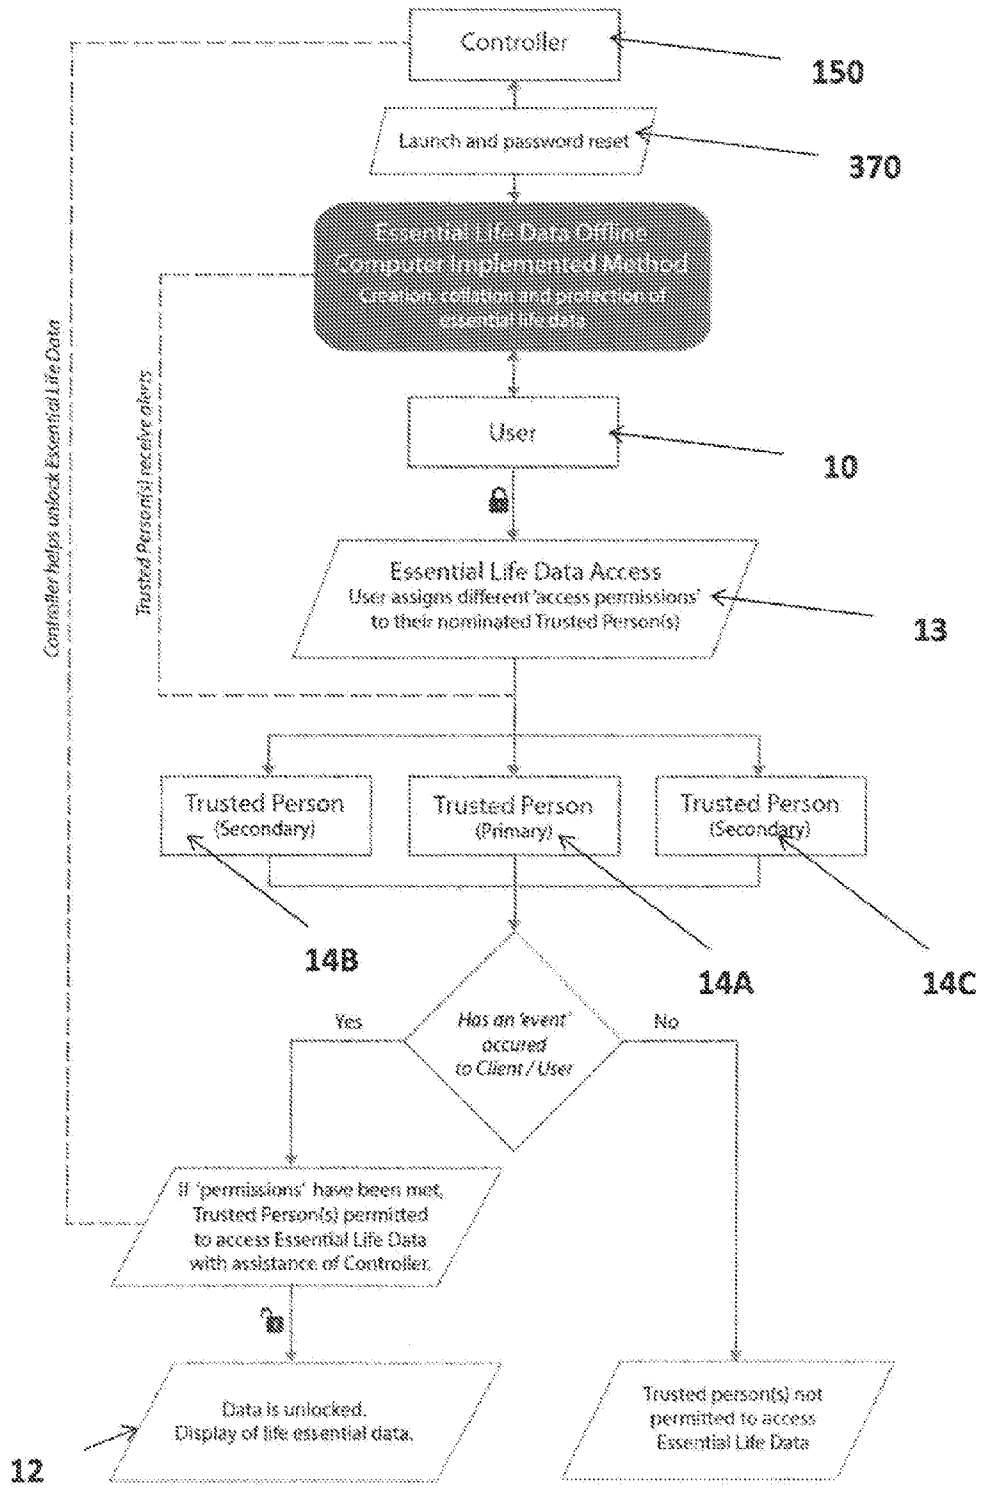 Controller
150
Launch and password reset
370
Essential Life Data Offline
Computer Implemented Method
Creation, collation and protection of
essential life data
Controller helps unlock Essential Life Data
Trusted Person(s) receive alerts
User
10
Essential Life Data Access
User assigns different 'access permissions'
to their nominated Trusted Person(s)
13
Trusted Person
(Secondary)
Trusted Person
(Primary)
Trusted Person
(Secondary)
14B
14A
14C
Has an 'event'
occured
to Client / User
Yes
No
If 'permissions' have been met,
Trusted Person(s) permitted
to access Essential Life Data
with assistance of Controller.
Data is unlocked.
Display of life essential data.
12
Trusted person(s) not
permitted to access
Essential Life Data